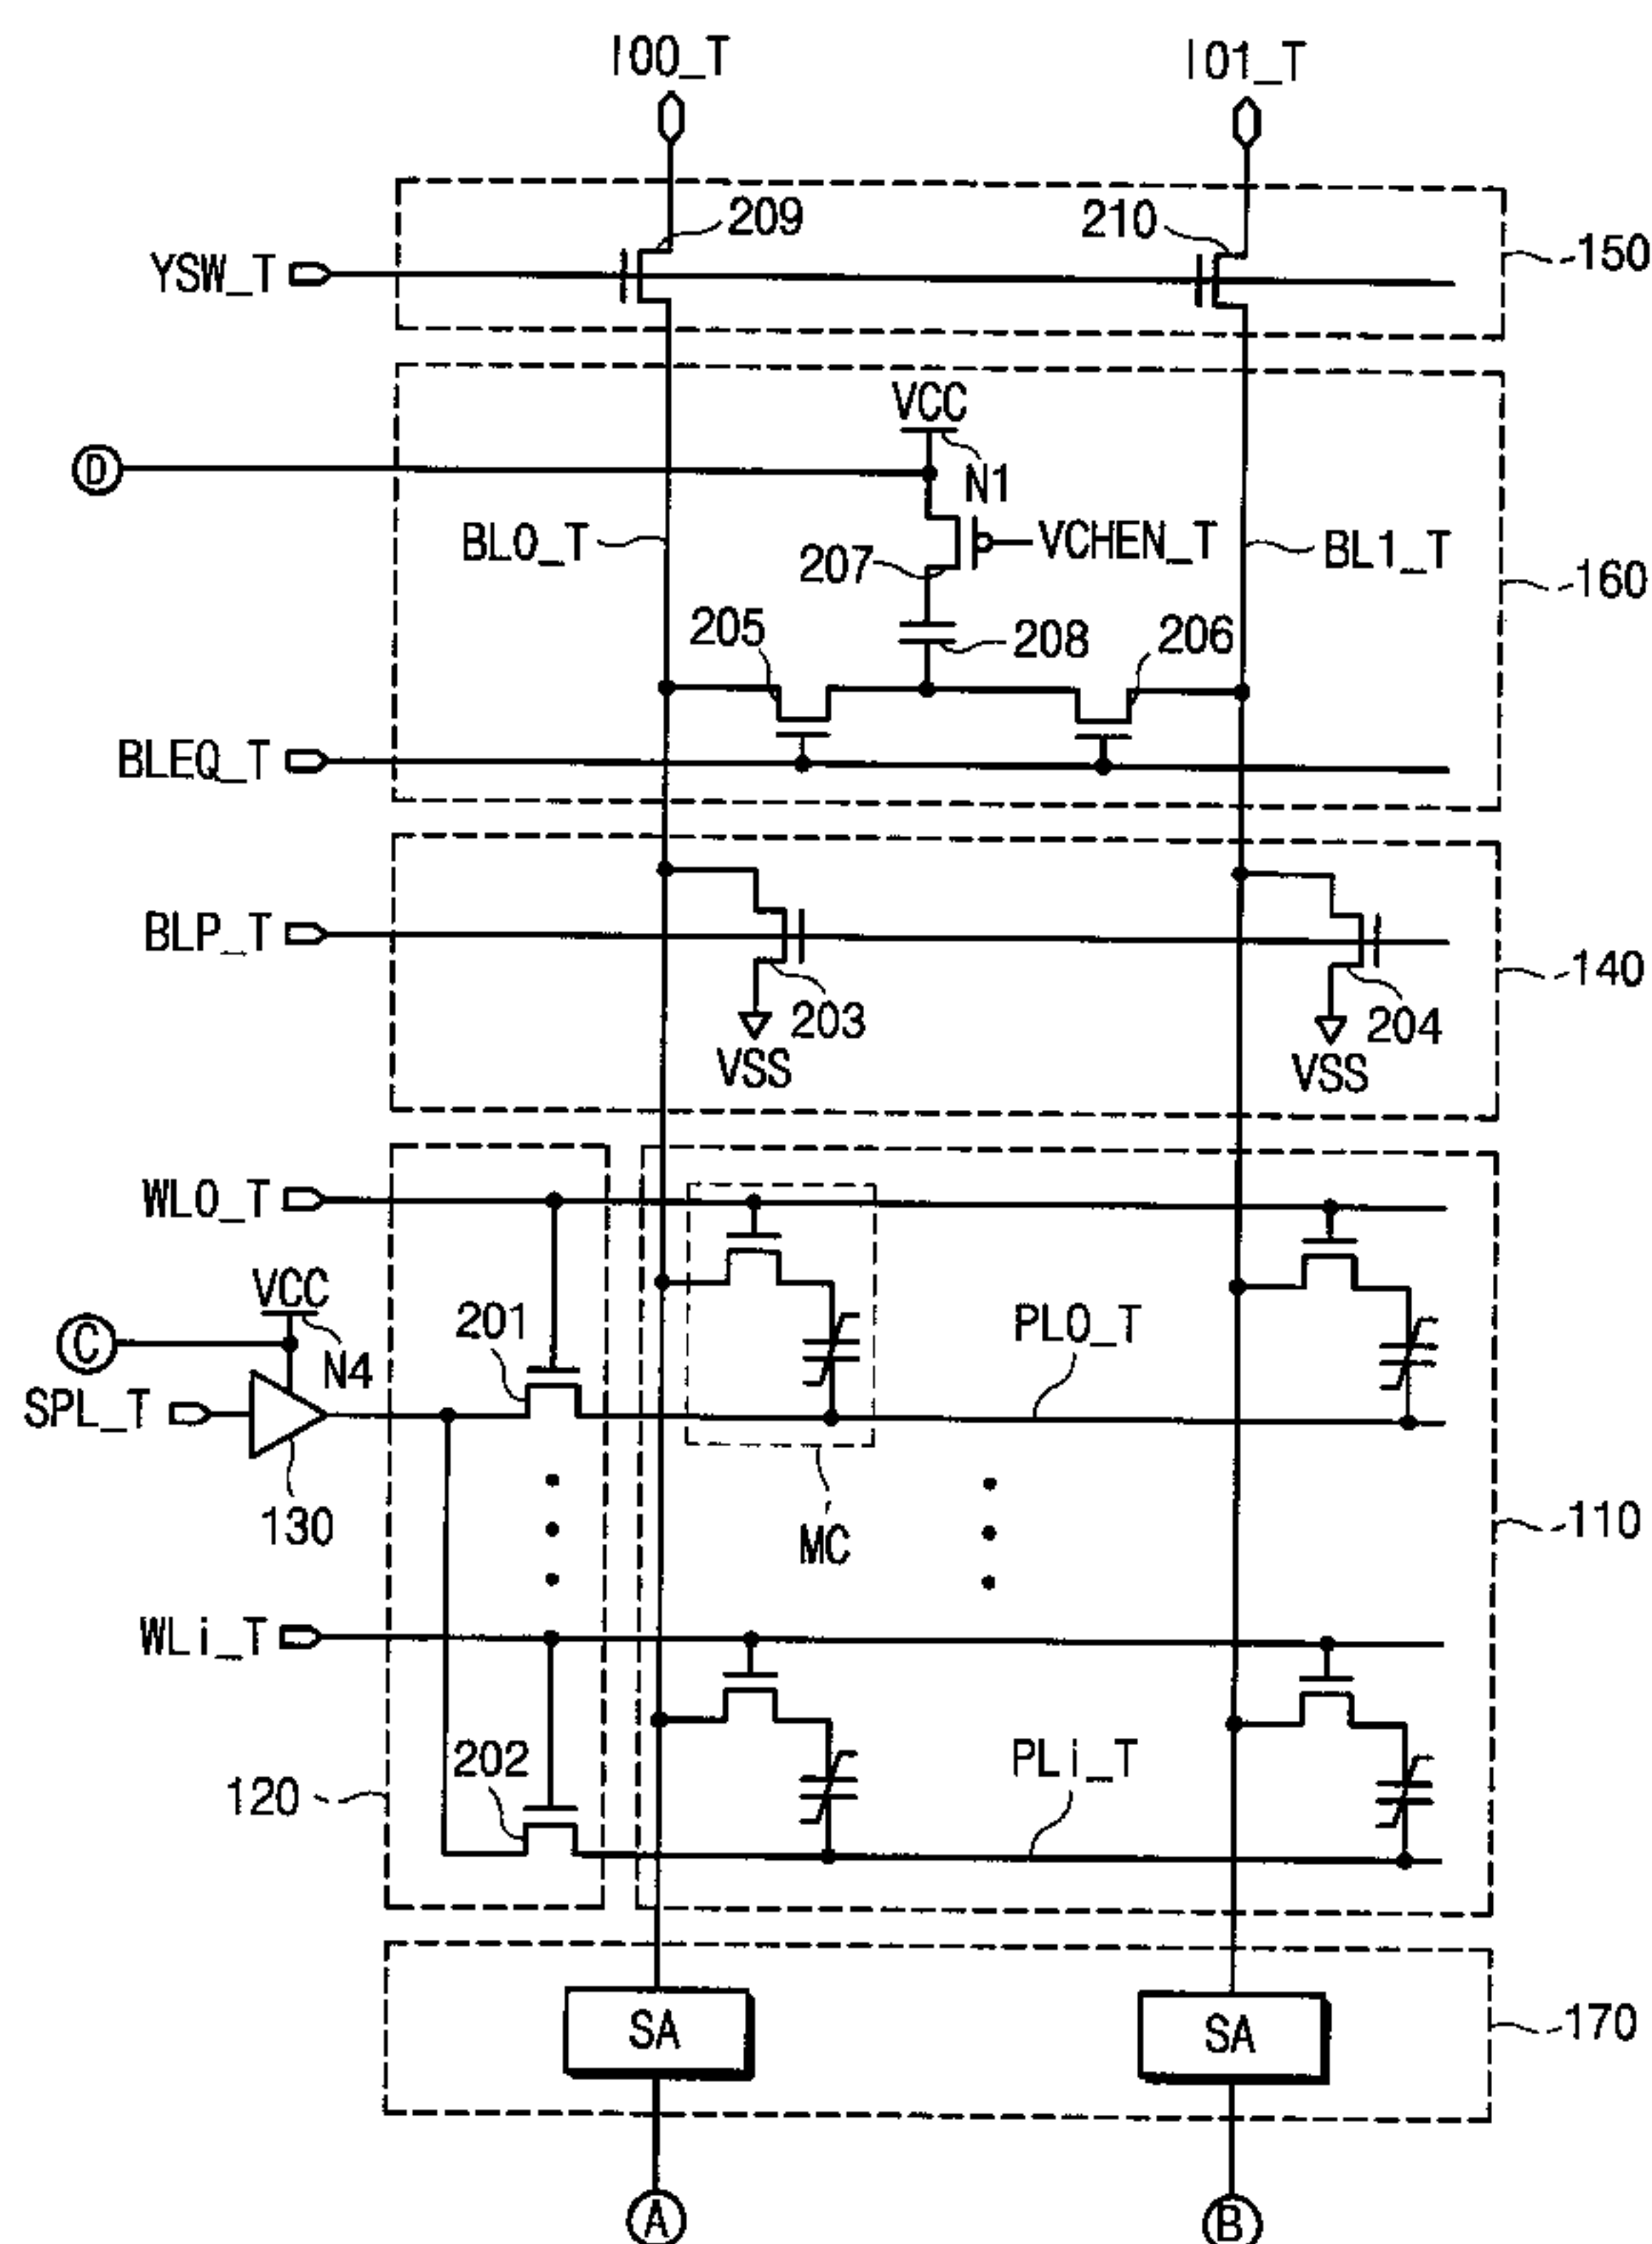 IO0_T
IO1_T
209
210
YSW_T
150
VCC
D
N1
BL0_T
VCHEN_T
BL1_T
207
160
205
208
206
BLEQ_T
BLP_T
140
203
204
VSS
VSS
WL0_T
VCC
201
PL0_T
C
N4
SPL_T
130
MC
110
WLi_T
202
PLi_T
120
SA
SA
170
A
B